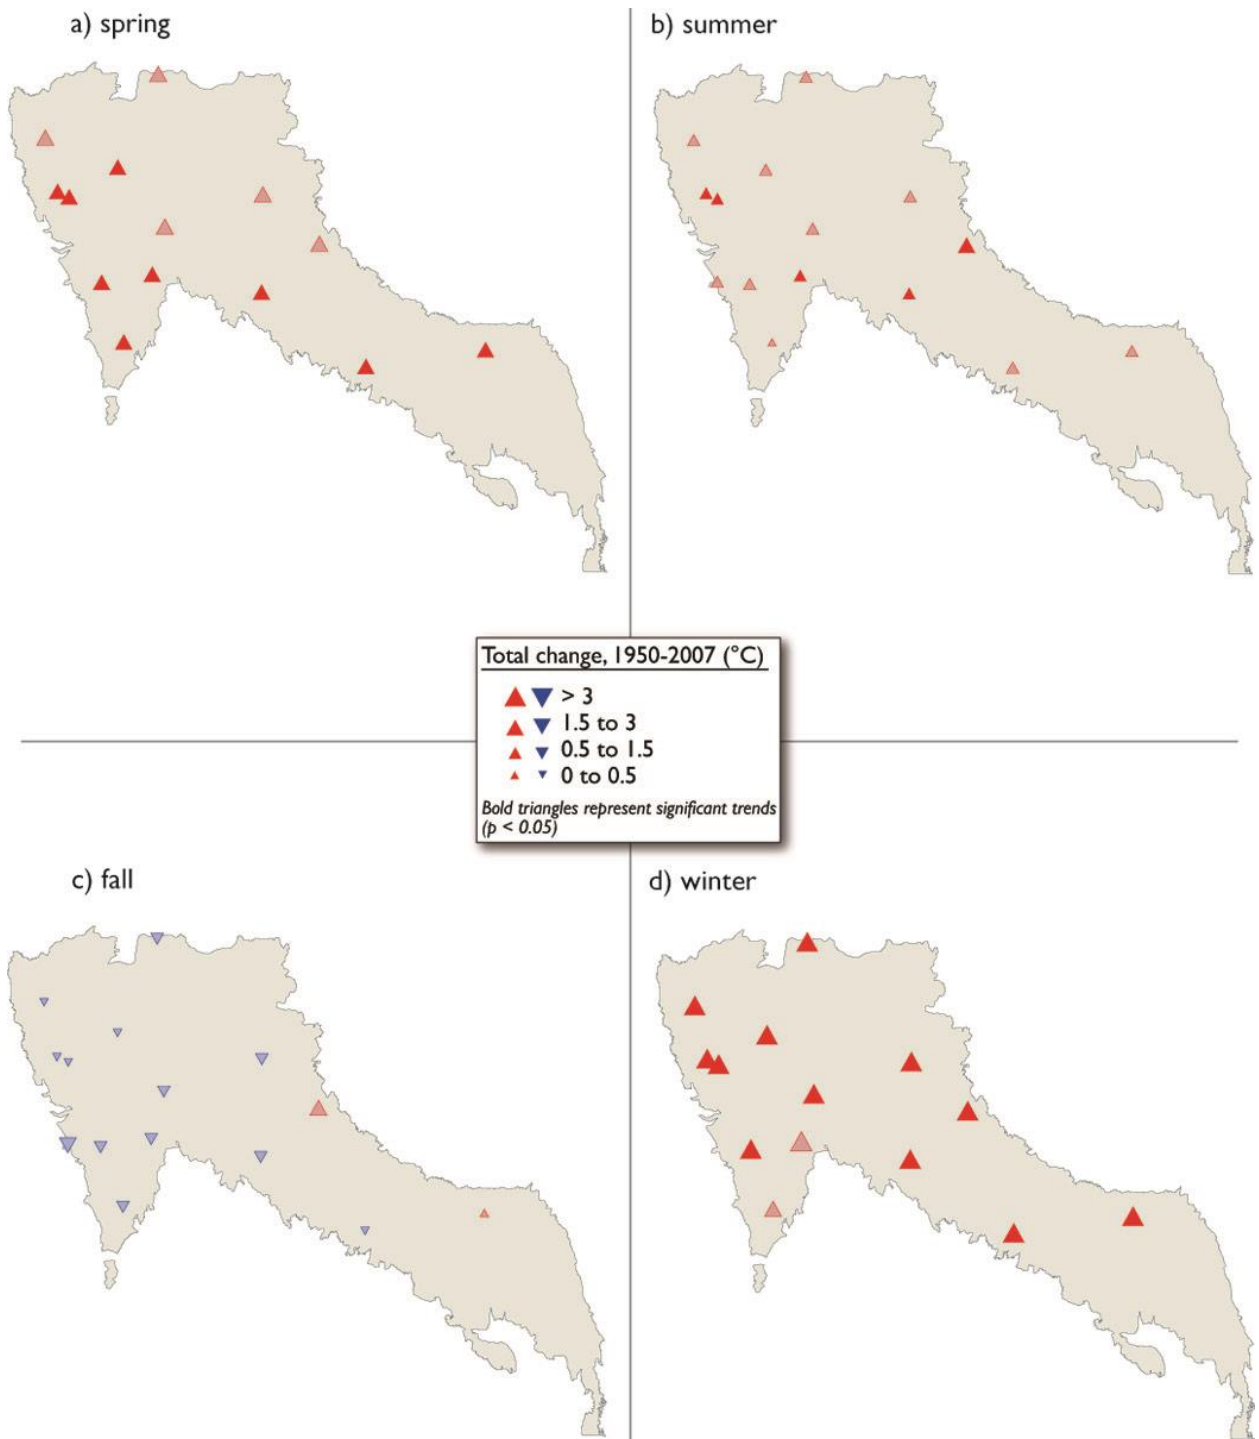 a) spring
b) summer
Total change, 1950-2007 (°C)
> 3
1.5 to 3
0.5 to 1.5
0 to 0.5
Bold triangles represent significant trends
(p < 0.05)
c) fall
d) winter